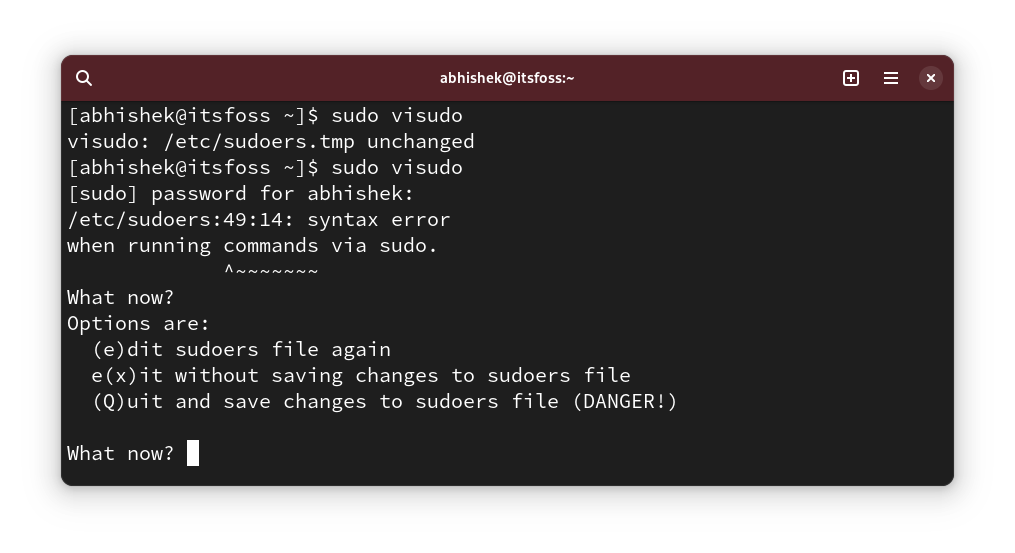 abhishek@itsfoss:~
[abhishek@itsfoss ~]$ sudo visudo
visudo: /etc/sudoers.tmp unchanged
[abhishek@itsfoss ~]$ sudo visudo
[sudo] password for abhishek:
/etc/sudoers:49:14: syntax error
when running commands via sudo.
             ^~~~~~~~
What now?
Options are:
  (e)dit sudoers file again
  e(x)it without saving changes to sudoers file
  (Q)uit and save changes to sudoers file (DANGER!)
What now?